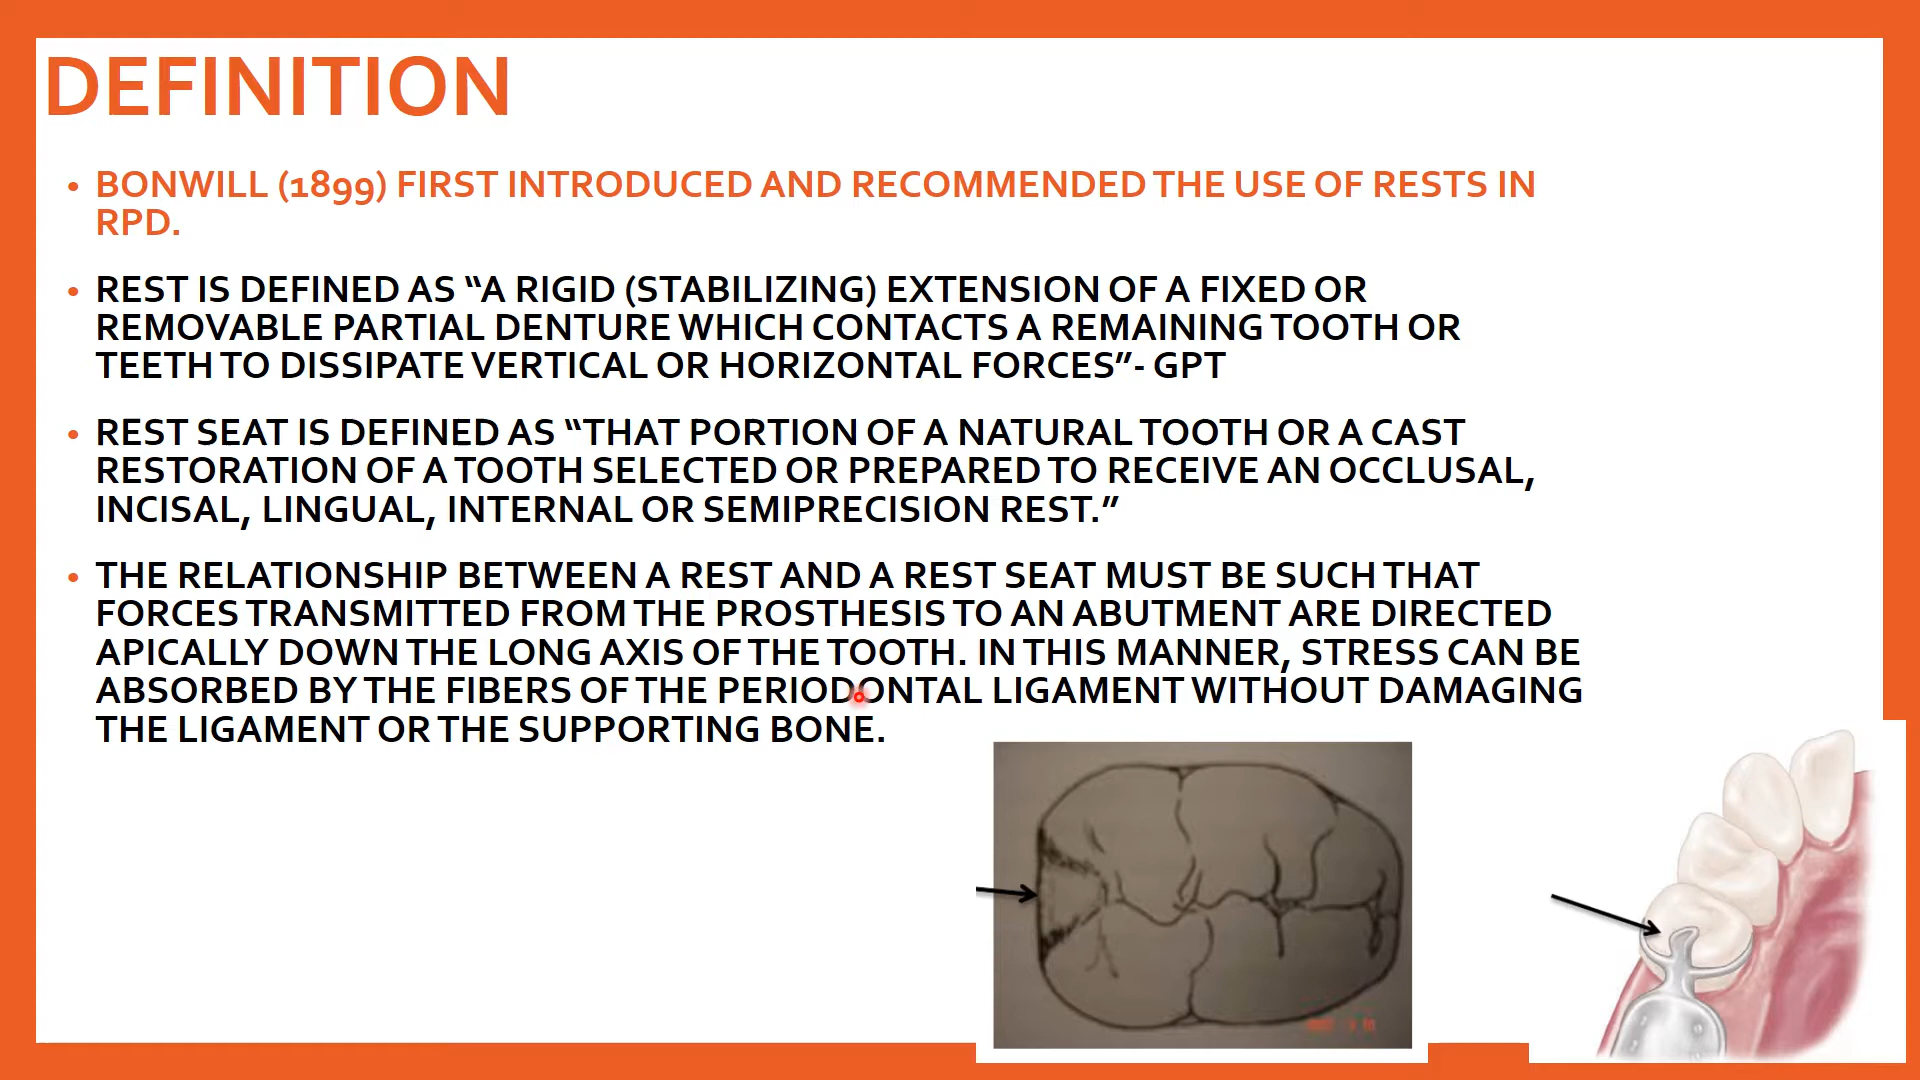 DEFINITION
• BONWILL (1899) FIRST INTRODUCED AND RECOMMENDED THE USE OF RESTS IN
RPD.
• REST IS DEFINED AS “A RIGID (STABILIZING) EXTENSION OF A FIXED OR
REMOVABLE PARTIAL DENTURE WHICH CONTACTS A REMAINING TOOTH OR
TEETH TO DISSIPATE VERTICAL OR HORIZONTAL FORCES”- GPT
• REST SEAT IS DEFINED AS “THAT PORTION OF A NATURAL TOOTH OR A CAST
RESTORATION OF A TOOTH SELECTED OR PREPARED TO RECEIVE AN OCCLUSAL,
INCISAL, LINGUAL, INTERNAL OR SEMIPRECISION REST.”
• THE RELATIONSHIP BETWEEN A REST AND A REST SEAT MUST BE SUCH THAT
FORCES TRANSMITTED FROM THE PROSTHESIS TO AN ABUTMENT ARE DIRECTED
APICALLY DOWN THE LONG AXIS OF THE TOOTH. IN THIS MANNER, STRESS CAN BE
ABSORBED BY THE FIBERS OF THE PERIODONTAL LIGAMENT WITHOUT DAMAGING
THE LIGAMENT OR THE SUPPORTING BONE.